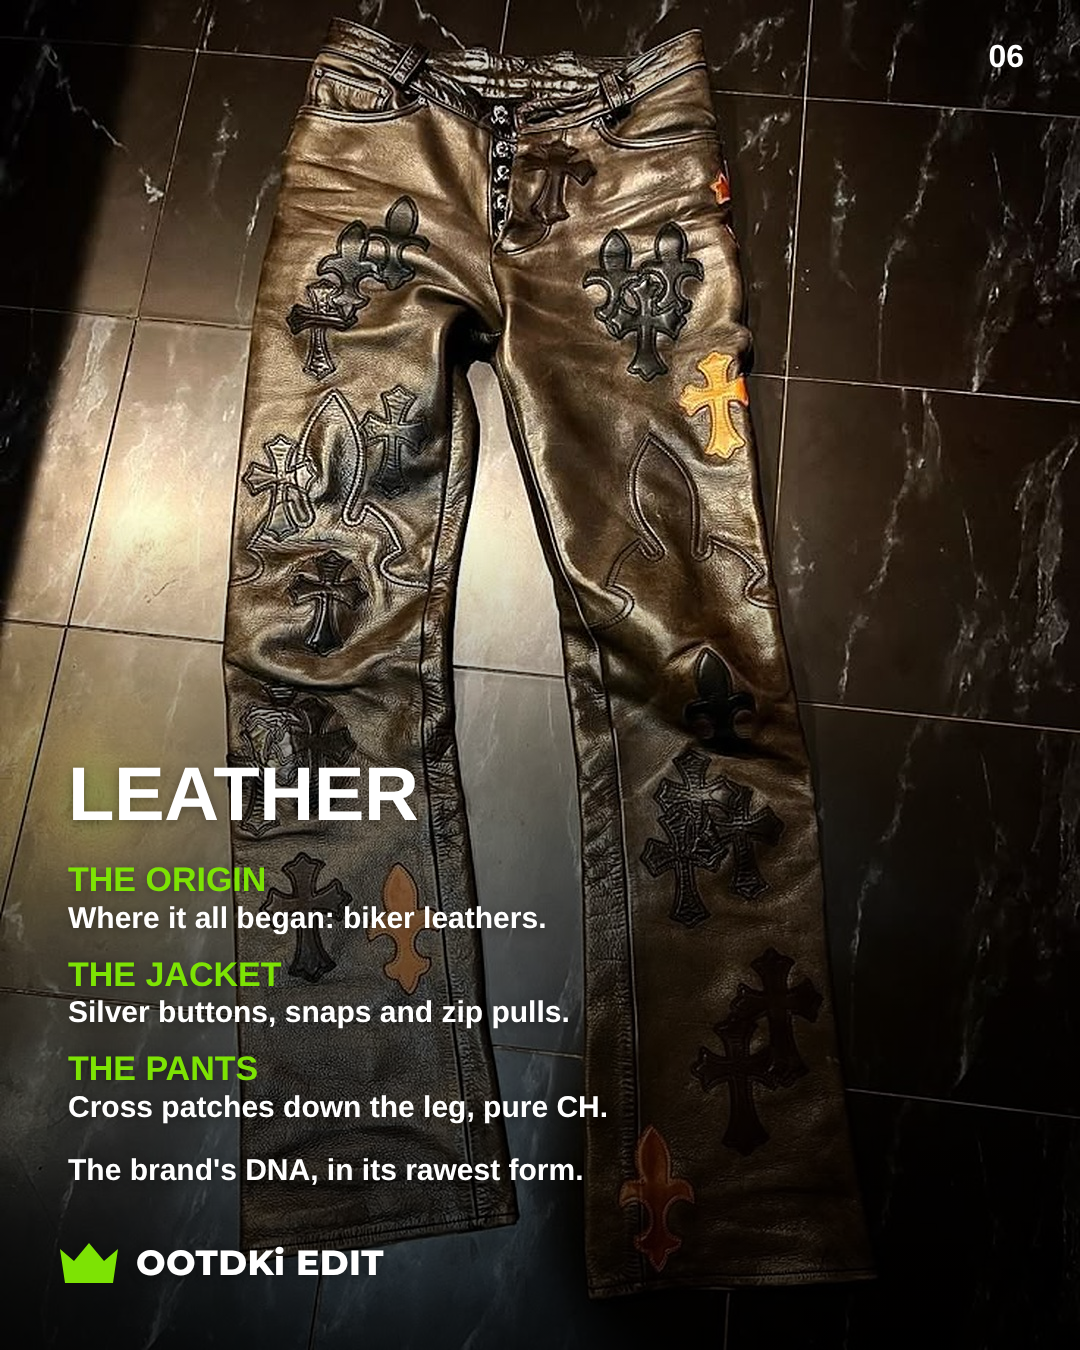 06
LEATHER
THE ORIGIN
Where it all began: biker leathers.
THE JACKET
Silver buttons, snaps and zip pulls.
THE PANTS
Cross patches down the leg, pure CH.
The brand's DNA, in its rawest form.
OOTDKi EDIT